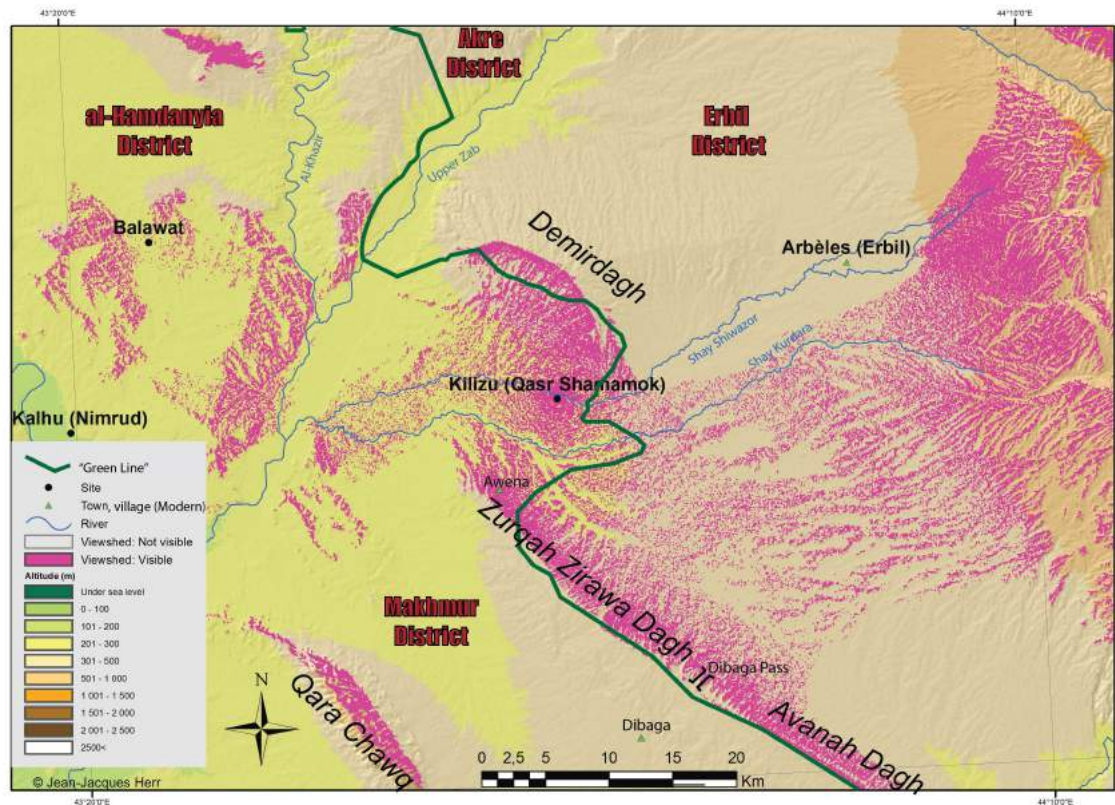 43°20'0"E
44°10'0"E
Akre
District
al-Hamdanyia
District
Erbil
District
Al-Khazir
Upper Zab
Balawat
Demirdagh
Arbèles (Erbil)
Shay Shiwazor
Shay Kurdara
Kilizu (Qasr Shamamok)
Kalhu (Nimrud)
Awena
Zurqah Zirawa Dagh Jt
Makhmur
District
Dibaga Pass
Qara Chawq
Dibaga
Avanah Dagh
"Green Line"
Site
Town, village (Modern)
River
Viewshed: Not visible
Viewshed: Visible
Altitude (m)
Under sea level
0 - 100
101 - 200
201 - 300
301 - 500
501 - 1 000
1 001 - 1 500
1 501 - 2 000
2 001 - 2 500
2500<
N
0 2,5 5 10 15 20
Km
© Jean-Jacques Herr
43°20'0"E
44°10'0"E